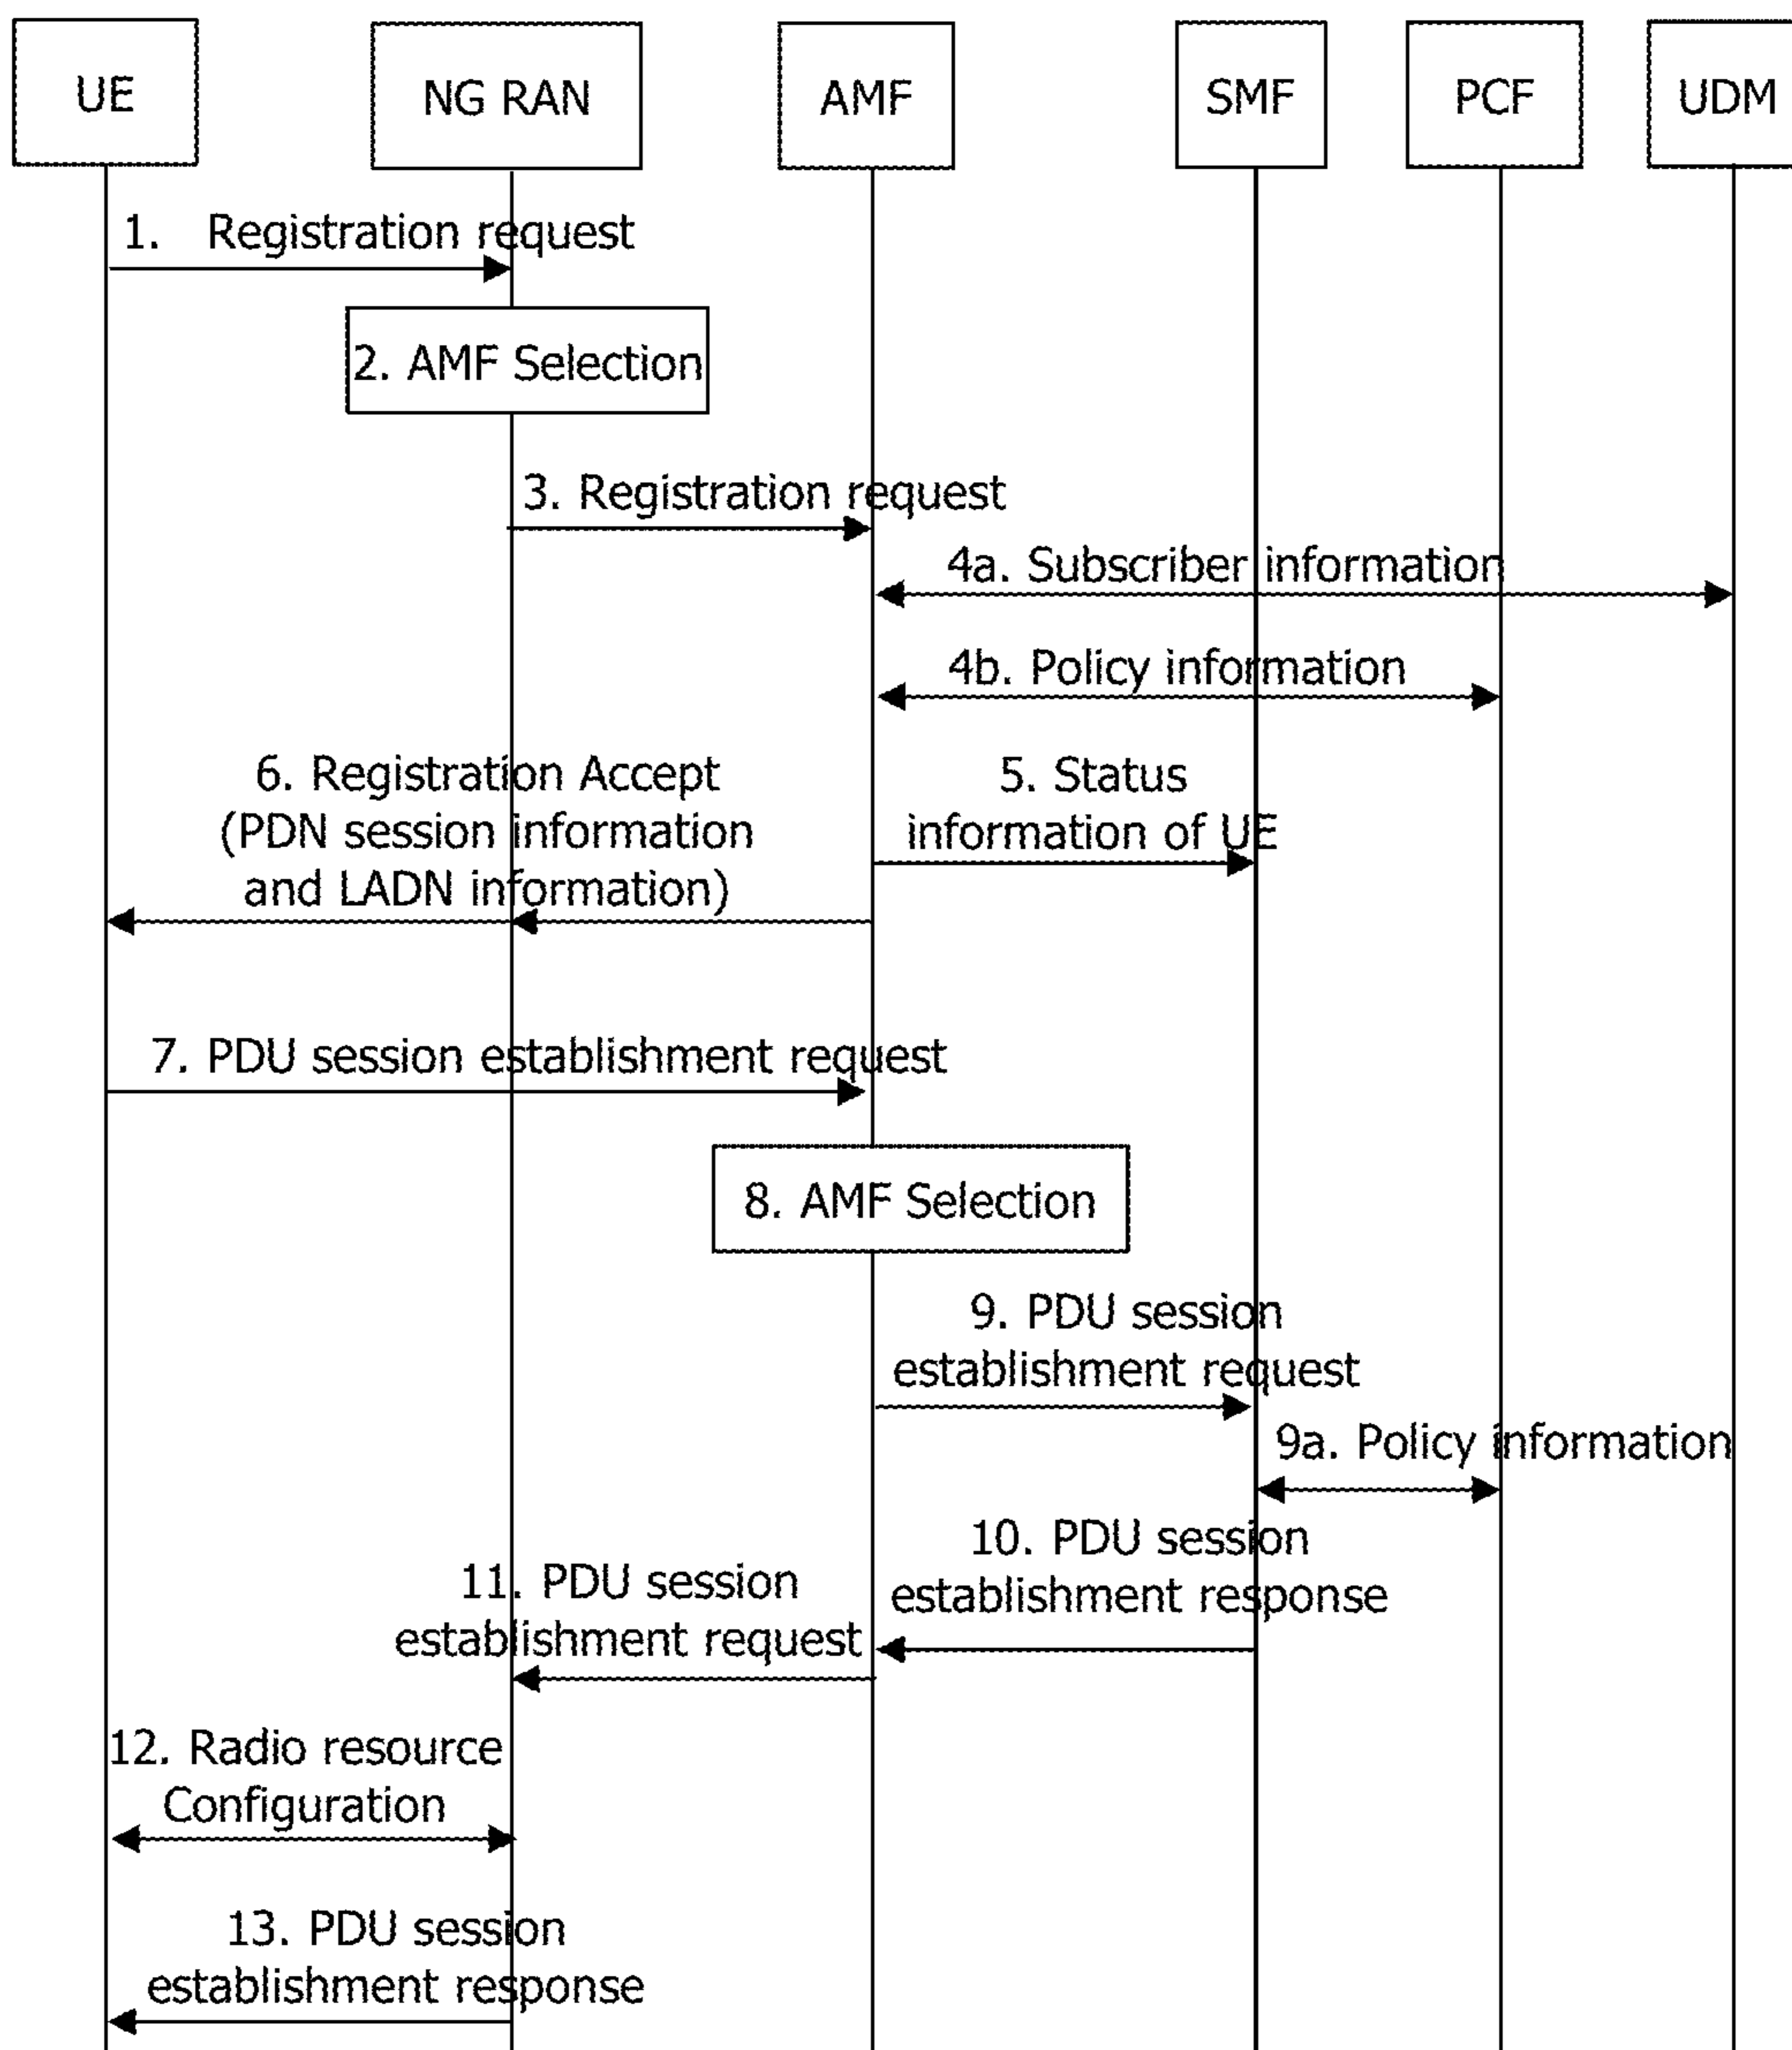 UE
NG RAN
AMF
SMF
PCF
UDM
1. Registration request
2. AMF Selection
3. Registration request
4a. Subscriber information
4b. Policy information
6. Registration Accept
(PDN session information
and LADN information)
5. Status
information of UE
7. PDU session establishment request
8. AMF Selection
9. PDU session
establishment request
9a. Policy information
10. PDU session
establishment response
11. PDU session
establishment request
12. Radio resource
Configuration
13. PDU session
establishment response